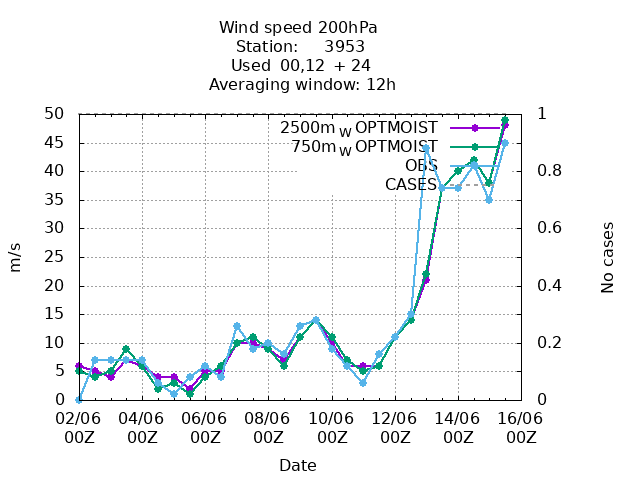 Wind speed 200hPa
Station: 3953
Used 00,12 + 24
Averaging window: 12h
50 1
2500m W OPTMOIST
45
750m W OPTMOIST
OBS
40 0.8
CASES
35
30 0.6
25
m/s
No cases
20 0.4
15
10 0.2
5
0 0
02/06 04/06 06/06 08/06 10/06 12/06 14/06 16/06
00Z 00Z 00Z 00Z 00Z 00Z 00Z 00Z
Date